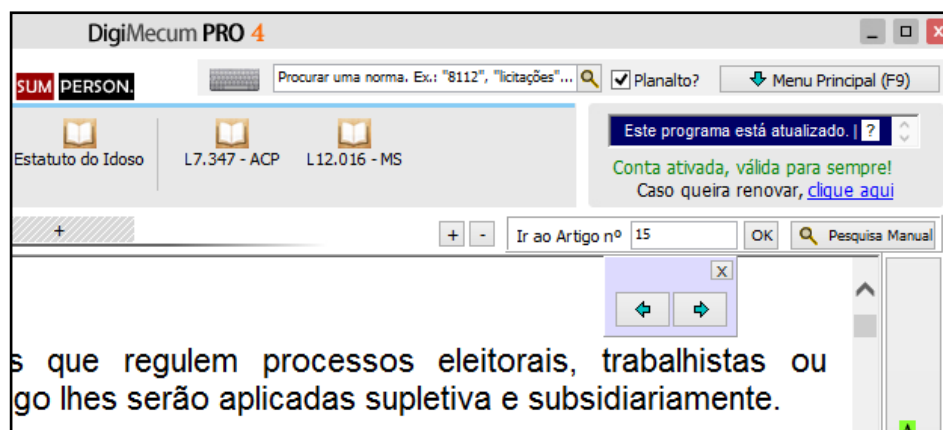 DigiMecum PRO 4
SUM PERSON.
Procurar uma norma. Ex.: "8112", "licitações"...
Planalto?
Menu Principal (F9)
Estatuto do Idoso
L7.347 - ACP
L12.016 - MS
Este programa está atualizado. | ?
Conta ativada, válida para sempre!
Caso queira renovar, clique aqui
+
+ -
Ir ao Artigo nº 15
OK
Pesquisa Manual
X
s que regulem processos eleitorais, trabalhistas ou
go lhes serão aplicadas supletiva e subsidiariamente.